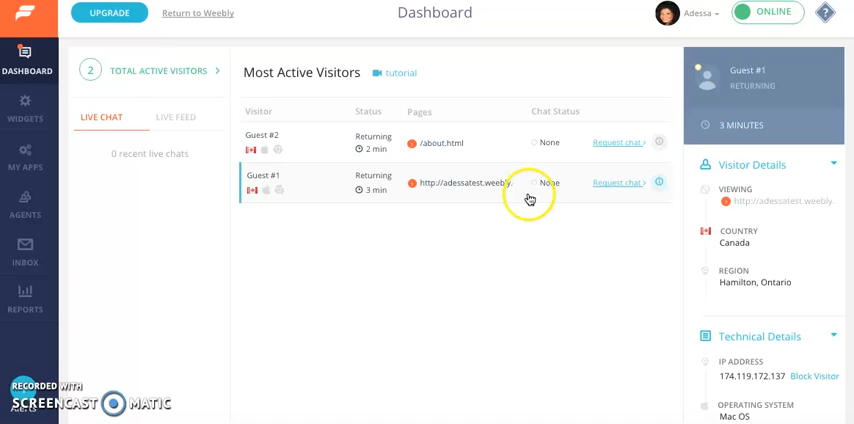 UPGRADE
Return to Weebly
Dashboard
Adessa
ONLINE
?
DASHBOARD
WIDGETS
MY APPS
AGENTS
INBOX
REPORTS
Alerts
2 TOTAL ACTIVE VISITORS >
LIVE CHAT LIVE FEED
0 recent live chats
Most Active Visitors tutorial
Visitor Status Pages Chat Status
Guest #2 Returning
2 min /about.html None Request chat ›
Guest #1 Returning
3 min http://adessatest.weebly. None Request chat ›
Guest #1
RETURNING
3 MINUTES
Visitor Details
VIEWING
http://adessatest.weebly.
COUNTRY
Canada
REGION
Hamilton, Ontario
Technical Details
IP ADDRESS
174.119.172.137 Block Visitor
OPERATING SYSTEM
Mac OS
RECORDED WITH
SCREENCAST MATIC